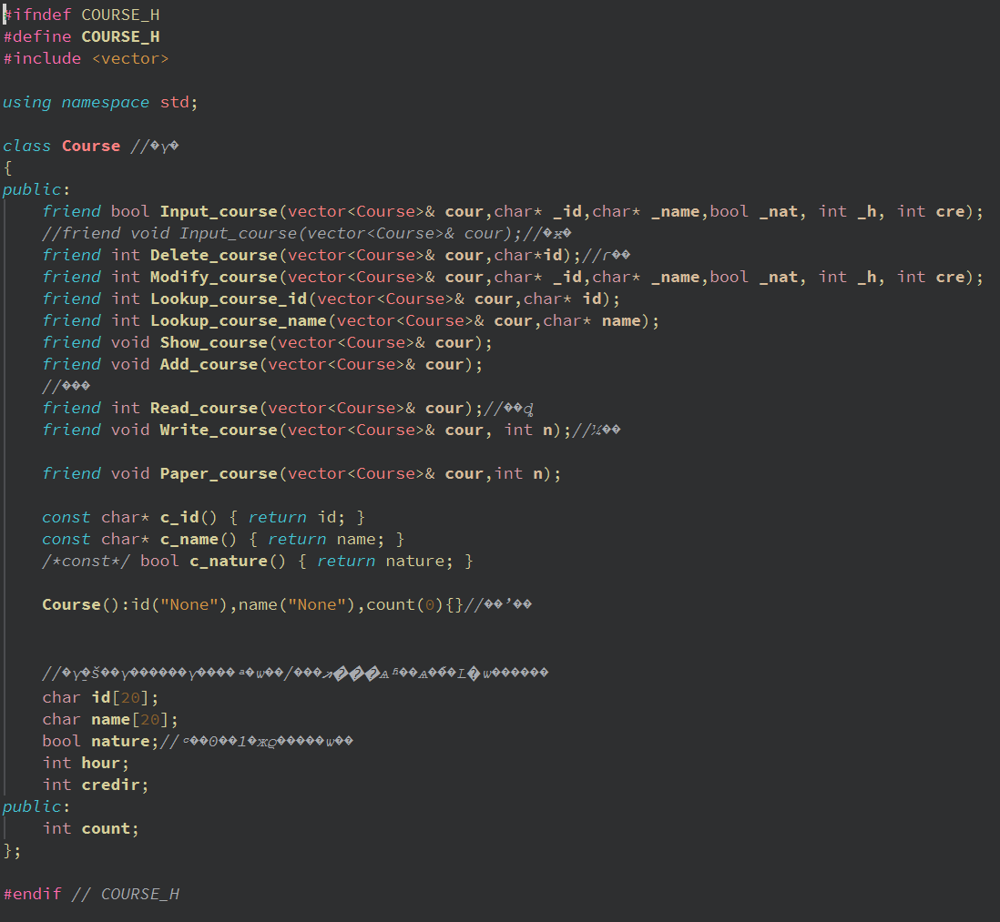 #ifndef COURSE_H
#define COURSE_H
#include <vector>
using namespace std;
class Course //
{
public:
friend bool Input_course(vector<Course>& cour,char* _id,char* _name,bool _nat, int _h, int cre);
//friend void Input_course(vector<Course>& cour);//
friend int Delete_course(vector<Course>& cour,char*id);//
friend int Modify_course(vector<Course>& cour,char* _id,char* _name,bool _nat, int _h, int cre);
friend int Lookup_course_id(vector<Course>& cour,char* id);
friend int Lookup_course_name(vector<Course>& cour,char* name);
friend void Show_course(vector<Course>& cour);
friend void Add_course(vector<Course>& cour);
//
friend int Read_course(vector<Course>& cour);//
friend void Write_course(vector<Course>& cour, int n);//
friend void Paper_course(vector<Course>& cour,int n);
const char* c_id() { return id; }
const char* c_name() { return name; }
/*const*/ bool c_nature() { return nature; }
Course():id("None"),name("None"),count(0){}//
//
char id[20];
char name[20];
bool nature;//
int hour;
int credir;
public:
int count;
};
#endif // COURSE_H